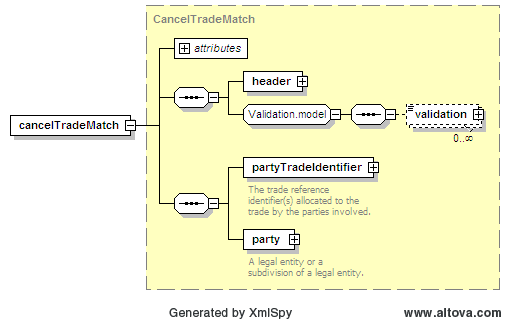 CancelTradeMatch
attributes
header
cancelTradeMatch
Validation.model
validation
0..∞
partyTradeIdentifier
The trade reference
identifier(s) allocated to the
trade by the parties involved.
party
A legal entity or a
subdivision of a legal entity.
Generated by XmlSpy
www.altova.com